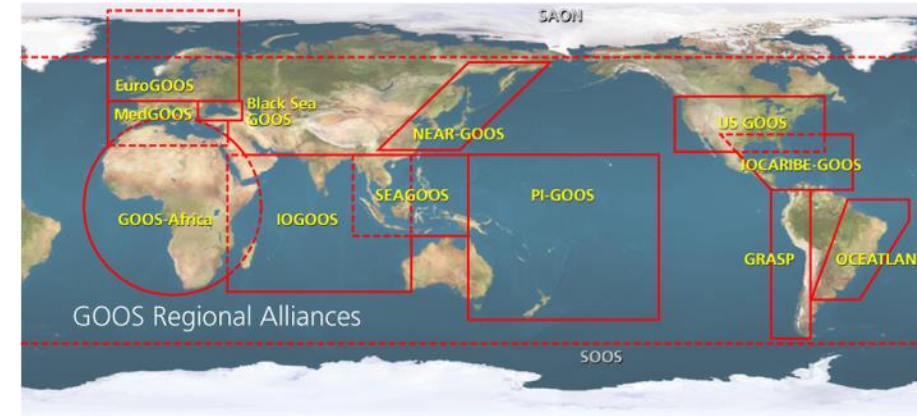 SAON
EuroGOOS
MedGOOS
Black Sea
GOOS
NEAR-GOOS
US GOOS
IOCARIBE-GOOS
GOOS-Africa
IOGOOS
SEAGOOS
PI-GOOS
GRASP
OCEATLAN
GOOS Regional Alliances
SOOS